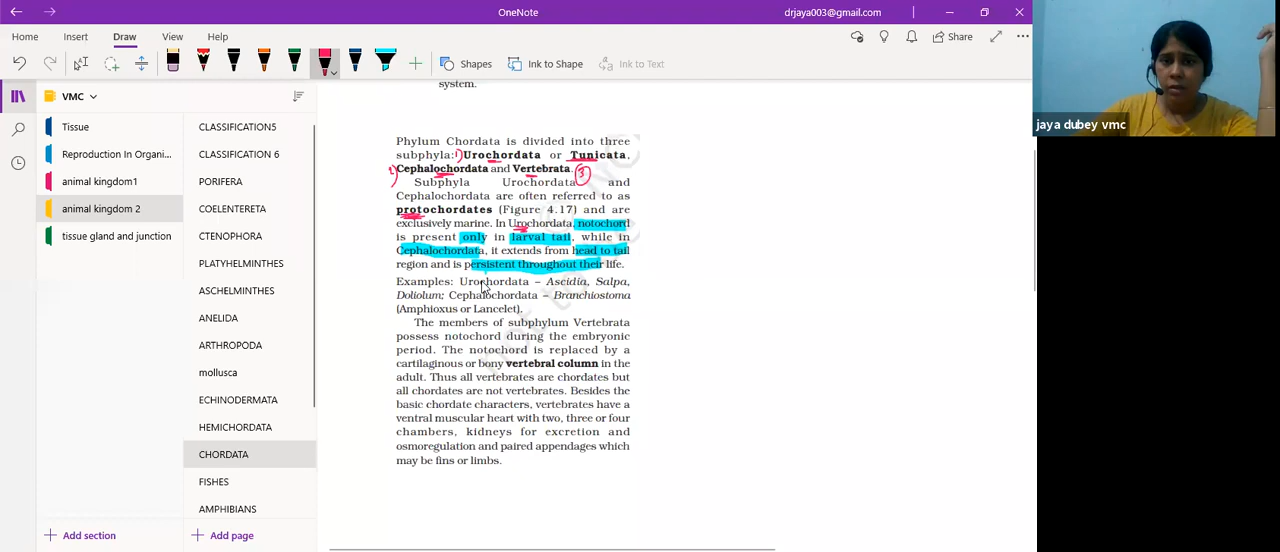 OneNote
drjaya003@gmail.com
Home
Insert
Draw
View
Help
Share
Shapes
Ink to Shape
Ink to Text
VMC
Tissue
Reproduction In Organi...
animal kingdom1
animal kingdom 2
tissue gland and junction
Add section
CLASSIFICATION5
CLASSIFICATION 6
PORIFERA
COELENTERETA
CTENOPHORA
PLATYHELMINTHES
ASCHELMINTHES
ANELIDA
ARTHROPODA
mollusca
ECHINODERMATA
HEMICHORDATA
CHORDATA
FISHES
AMPHIBIANS
Add page
system.
Phylum Chordata is divided into three
subphyla: 1) Urochordata or Tunicata,
2) Cephalochordata and Vertebrata. 3
Subphyla Urochordata and
Cephalochordata are often referred to as
protochordates (Figure 4.17) and are
exclusively marine. In Urochordata, notochord
is present only in larval tail, while in
Cephalochordata, it extends from head to tail
region and is persistent throughout their life.
Examples: Urochordata – Ascidia, Salpa,
Doliolum; Cephalochordata – Branchiostoma
(Amphioxus or Lancelet).
The members of subphylum Vertebrata
possess notochord during the embryonic
period. The notochord is replaced by a
cartilaginous or bony vertebral column in the
adult. Thus all vertebrates are chordates but
all chordates are not vertebrates. Besides the
basic chordate characters, vertebrates have a
ventral muscular heart with two, three or four
chambers, kidneys for excretion and
osmoregulation and paired appendages which
may be fins or limbs.
jaya dubey vmc